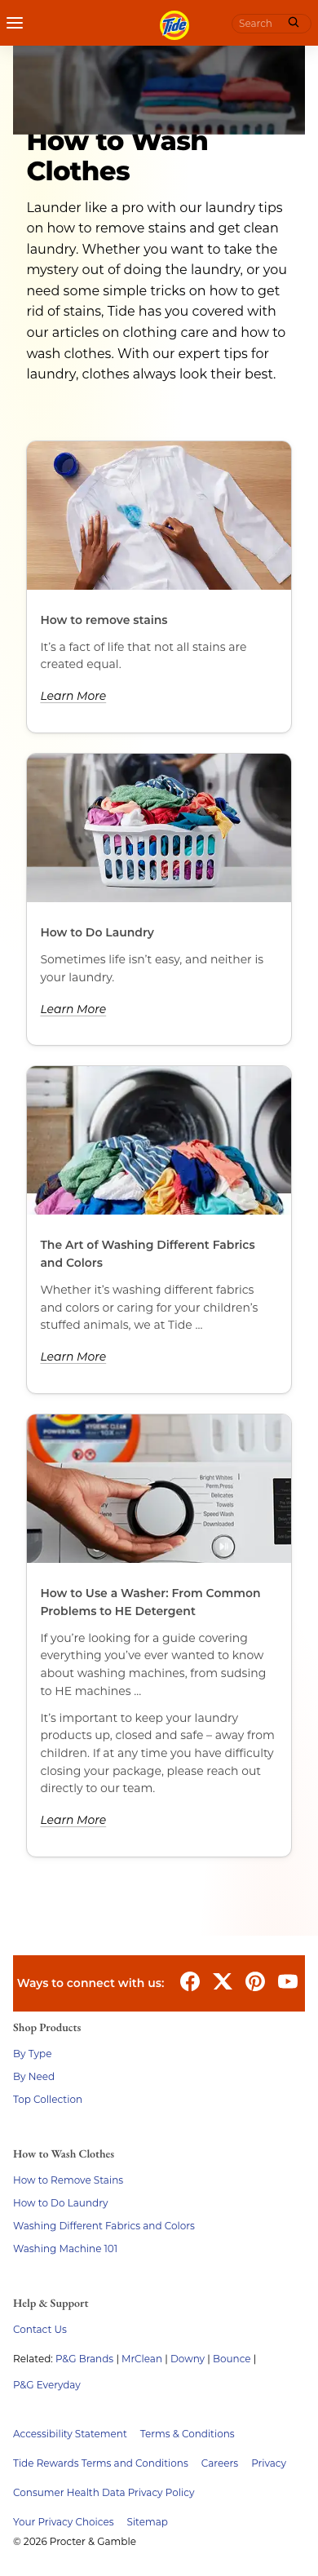 Tide
Search
How to Wash
Clothes
Launder like a pro with our laundry tips
on how to remove stains and get clean
laundry. Whether you want to take the
mystery out of doing the laundry, or you
need some simple tricks on how to get
rid of stains, Tide has you covered with
our articles on clothing care and how to
wash clothes. With our expert tips for
laundry, clothes always look their best.
How to remove stains
It’s a fact of life that not all stains are
created equal.
Learn More
How to Do Laundry
Sometimes life isn’t easy, and neither is
your laundry.
Learn More
The Art of Washing Different Fabrics
and Colors
Whether it’s washing different fabrics
and colors or caring for your children’s
stuffed animals, we at Tide ...
Learn More
POWER PODS
HYGIENIC CLEAN
10X
Bright Whites
Perm.Press
Delicates
Towels
Speed Wash
Downloaded
How to Use a Washer: From Common
Problems to HE Detergent
If you’re looking for a guide covering
everything you’ve ever wanted to know
about washing machines, from sudsing
to HE machines ...
It’s important to keep your laundry
products up, closed and safe – away from
children. If at any time you have difficulty
closing your package, please reach out
directly to our team.
Learn More
Ways to connect with us:
Shop Products
By Type
By Need
Top Collection
How to Wash Clothes
How to Remove Stains
How to Do Laundry
Washing Different Fabrics and Colors
Washing Machine 101
Help & Support
Contact Us
Related: P&G Brands | MrClean | Downy | Bounce |
P&G Everyday
Accessibility Statement Terms & Conditions
Tide Rewards Terms and Conditions Careers Privacy
Consumer Health Data Privacy Policy
Your Privacy Choices Sitemap
© 2026 Procter & Gamble